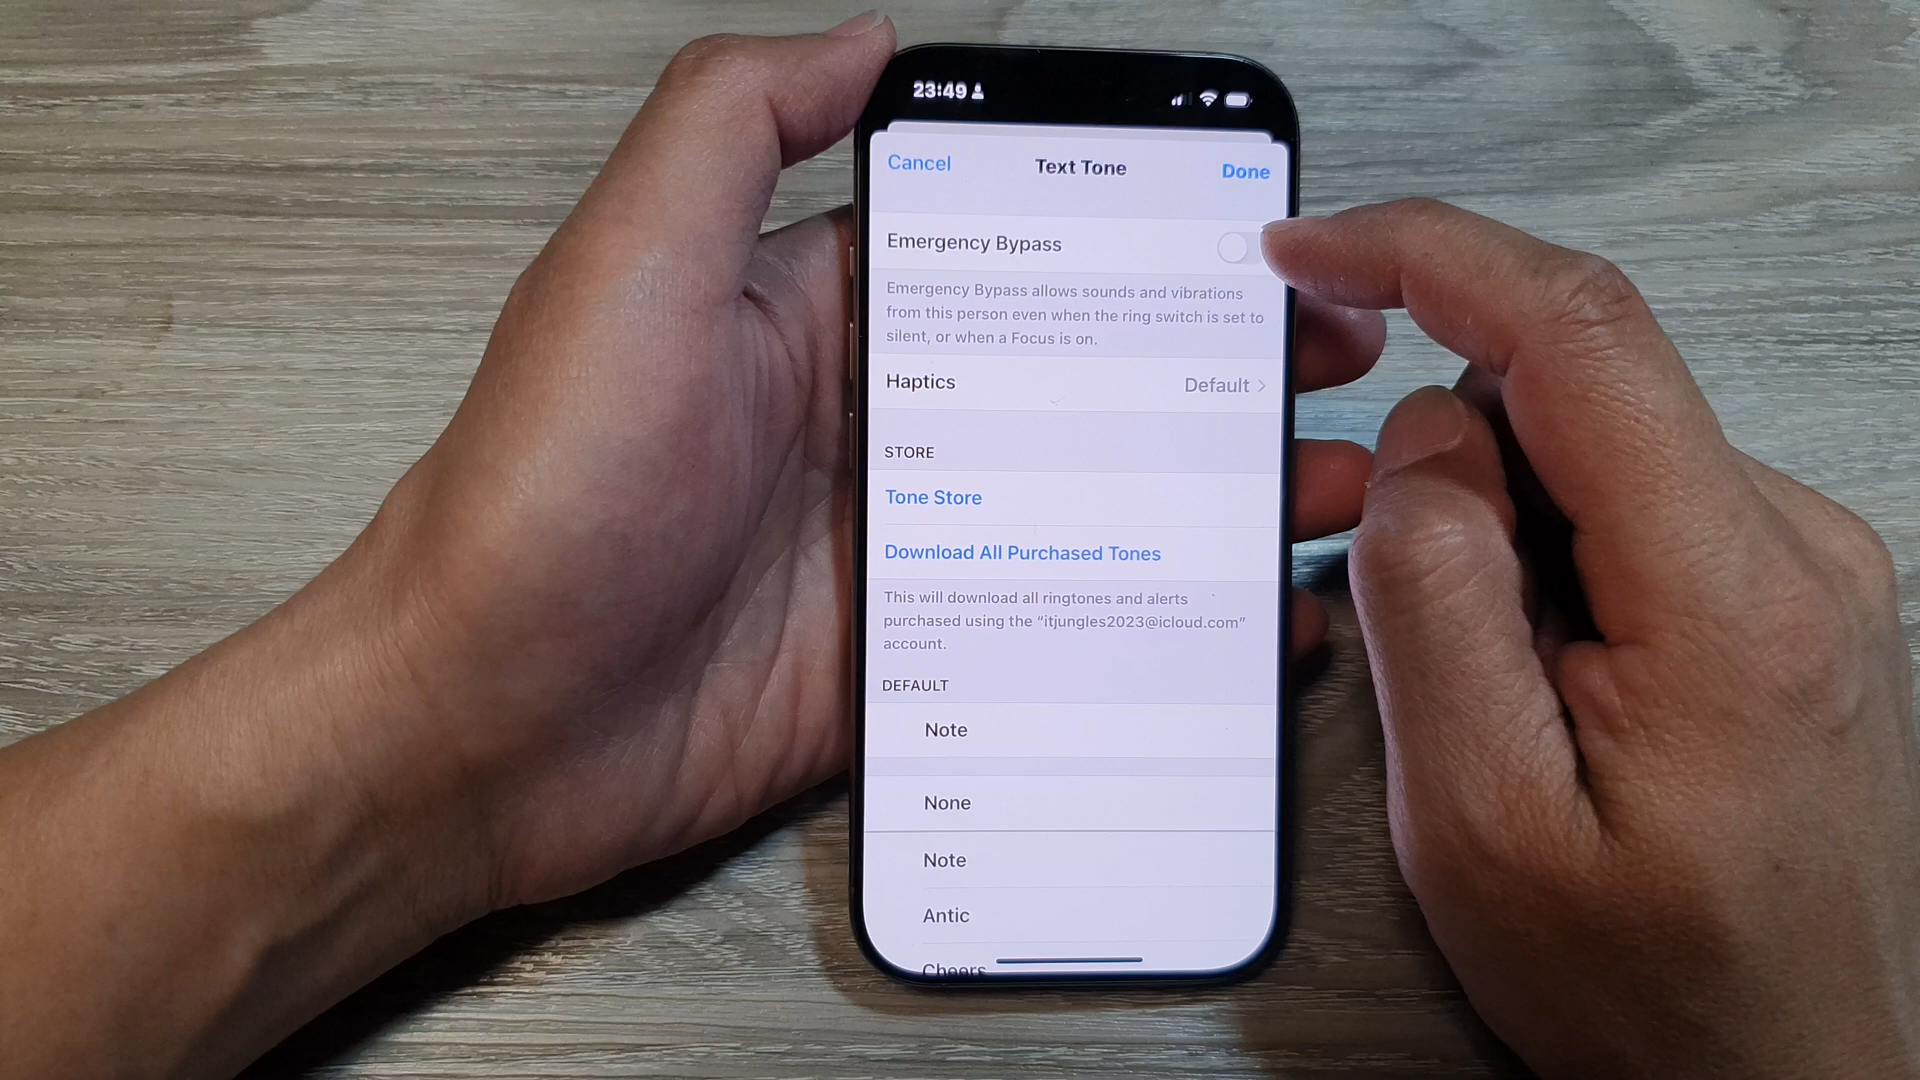 23:49
Cancel Text Tone Done
Emergency Bypass
Emergency Bypass allows sounds and vibrations
from this person even when the ring switch is set to
silent, or when a Focus is on.
Haptics Default
STORE
Tone Store
Download All Purchased Tones
This will download all ringtones and alerts
purchased using the “itjungles2023@icloud.com”
account.
DEFAULT
Note
None
Note
Antic
Cheers